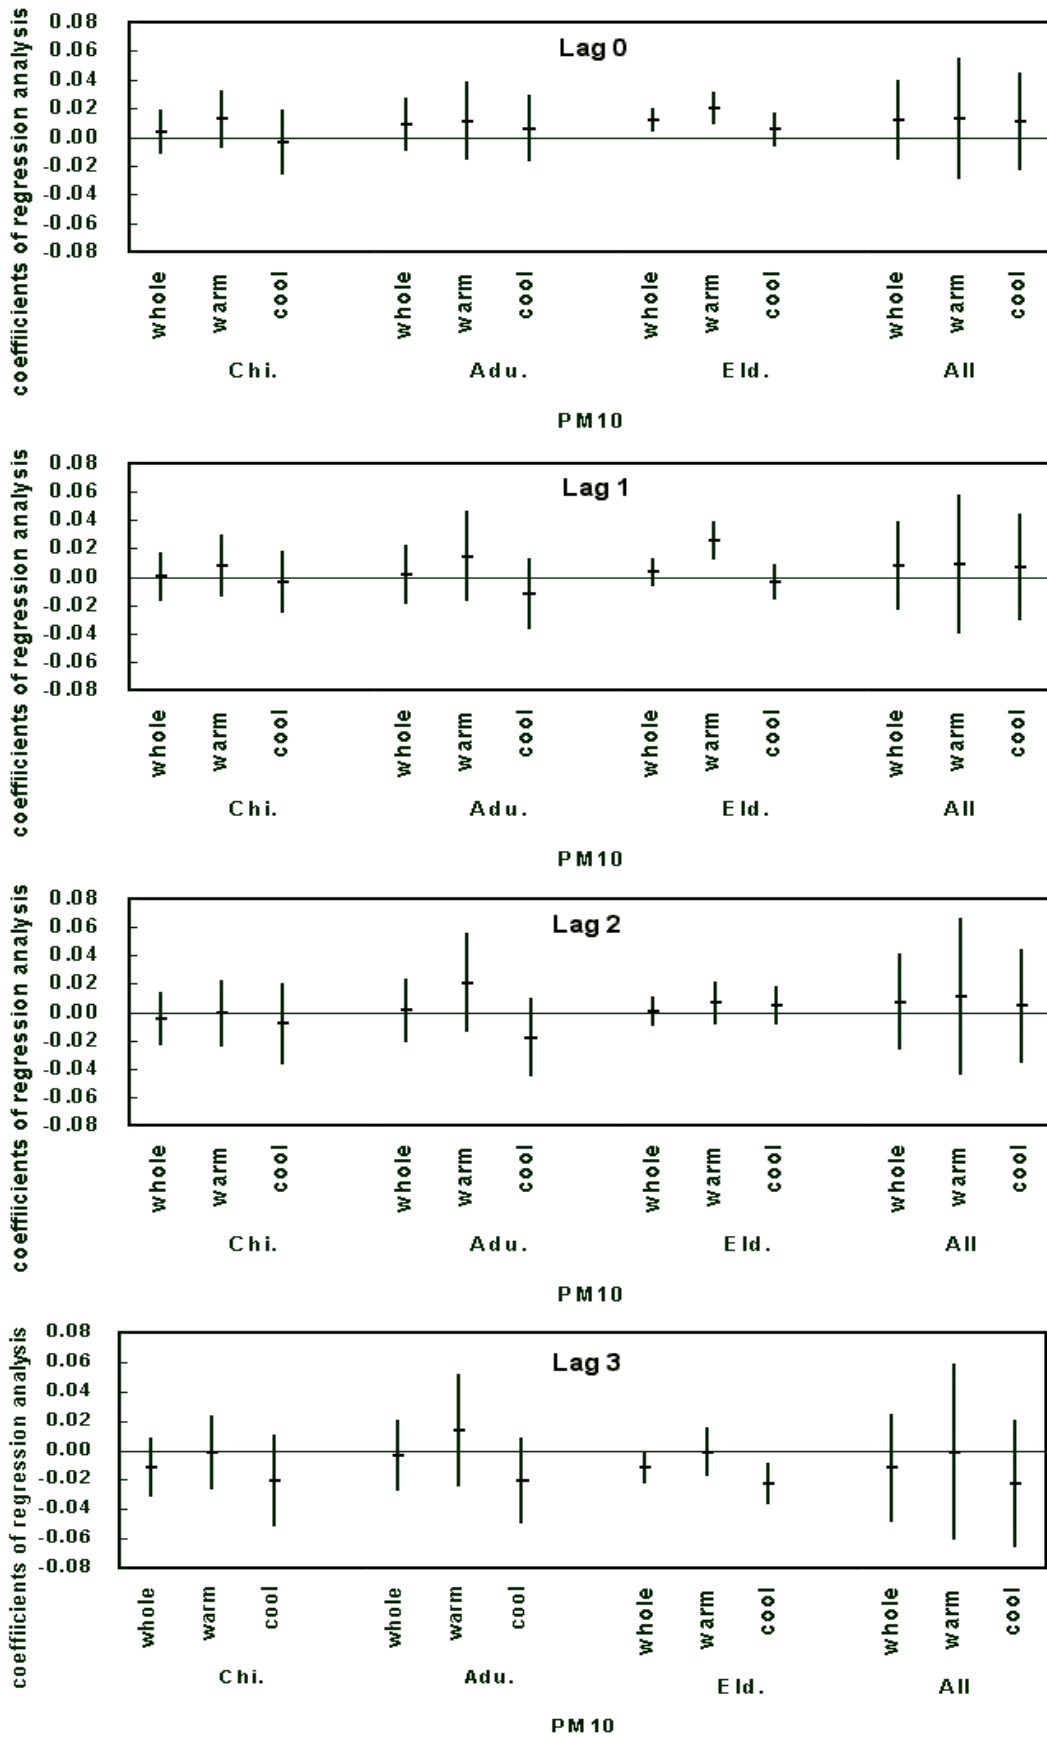 coeffiicients of regression analysis
0.08
0.06
0.04
0.02
0.00
-0.02
-0.04
-0.06
-0.08
Lag 0
whole warm cool whole warm cool whole warm cool whole warm cool
Chi. Adu. Eld. All
PM10
coeffiicients of regression analysis
0.08
0.06
0.04
0.02
0.00
-0.02
-0.04
-0.06
-0.08
Lag 1
whole warm cool whole warm cool whole warm cool whole warm cool
Chi. Adu. Eld. All
PM10
coeffiicients of regression analysis
0.08
0.06
0.04
0.02
0.00
-0.02
-0.04
-0.06
-0.08
Lag 2
whole warm cool whole warm cool whole warm cool whole warm cool
Chi. Adu. Eld. All
PM10
coeffiicients of regression analysis
0.08
0.06
0.04
0.02
0.00
-0.02
-0.04
-0.06
-0.08
Lag 3
whole warm cool whole warm cool whole warm cool whole warm cool
Chi. Adu. Eld. All
PM10